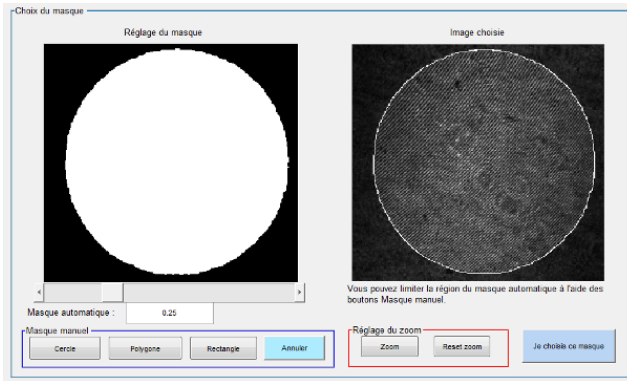 Choix du masque
Réglage du masque
Image choisie
Vous pouvez limiter la région du masque automatique à l'aide des
boutons Masque manuel.
Masque automatique :
0.25
Masque manuel
Cercle
Polygone
Rectangle
Annuler
Réglage du zoom
Zoom
Reset zoom
Je choisis ce masque